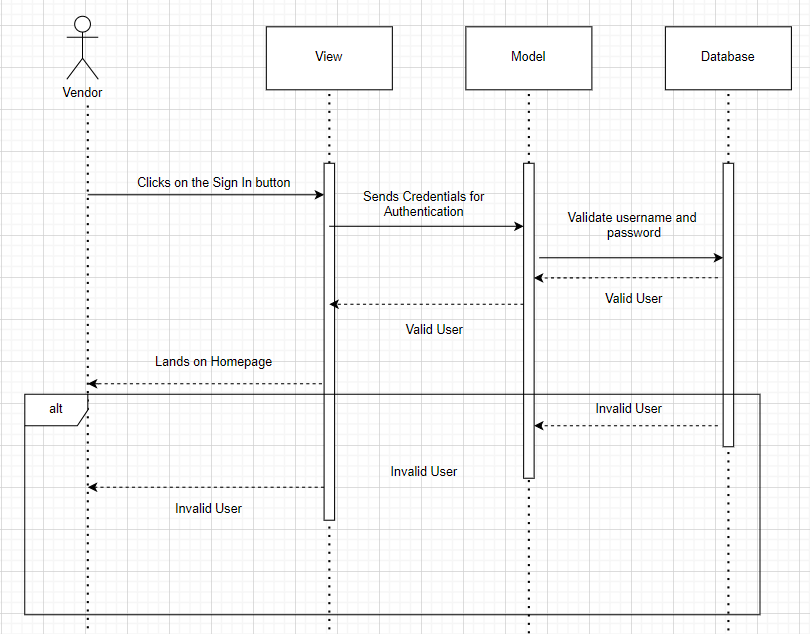 Vendor
View
Model
Database
Clicks on the Sign In button
Sends Credentials for
Authentication
Validate username and
password
Valid User
Valid User
Lands on Homepage
alt
Invalid User
Invalid User
Invalid User